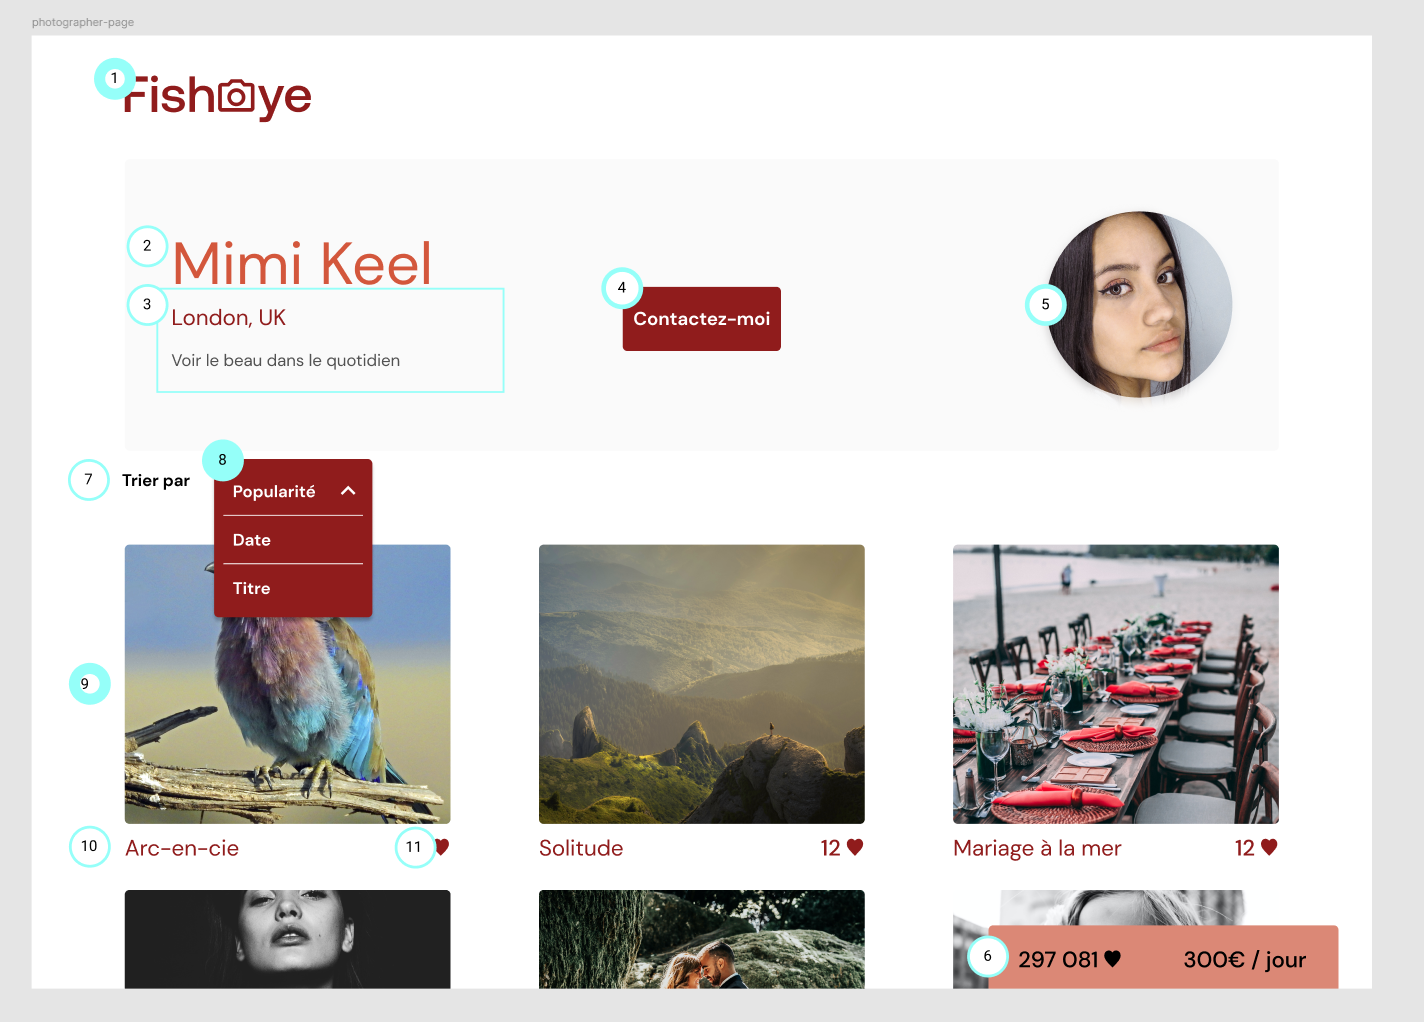 photographer-page
1
Fisheye
2
Mimi Keel
3
London, UK
Voir le beau dans le quotidien
4
Contactez-moi
5
7
Trier par
8
Popularité
Date
Titre
9
10
Arc-en-cie
11
Solitude
12
Mariage à la mer
12
6
297 081
300€ / jour